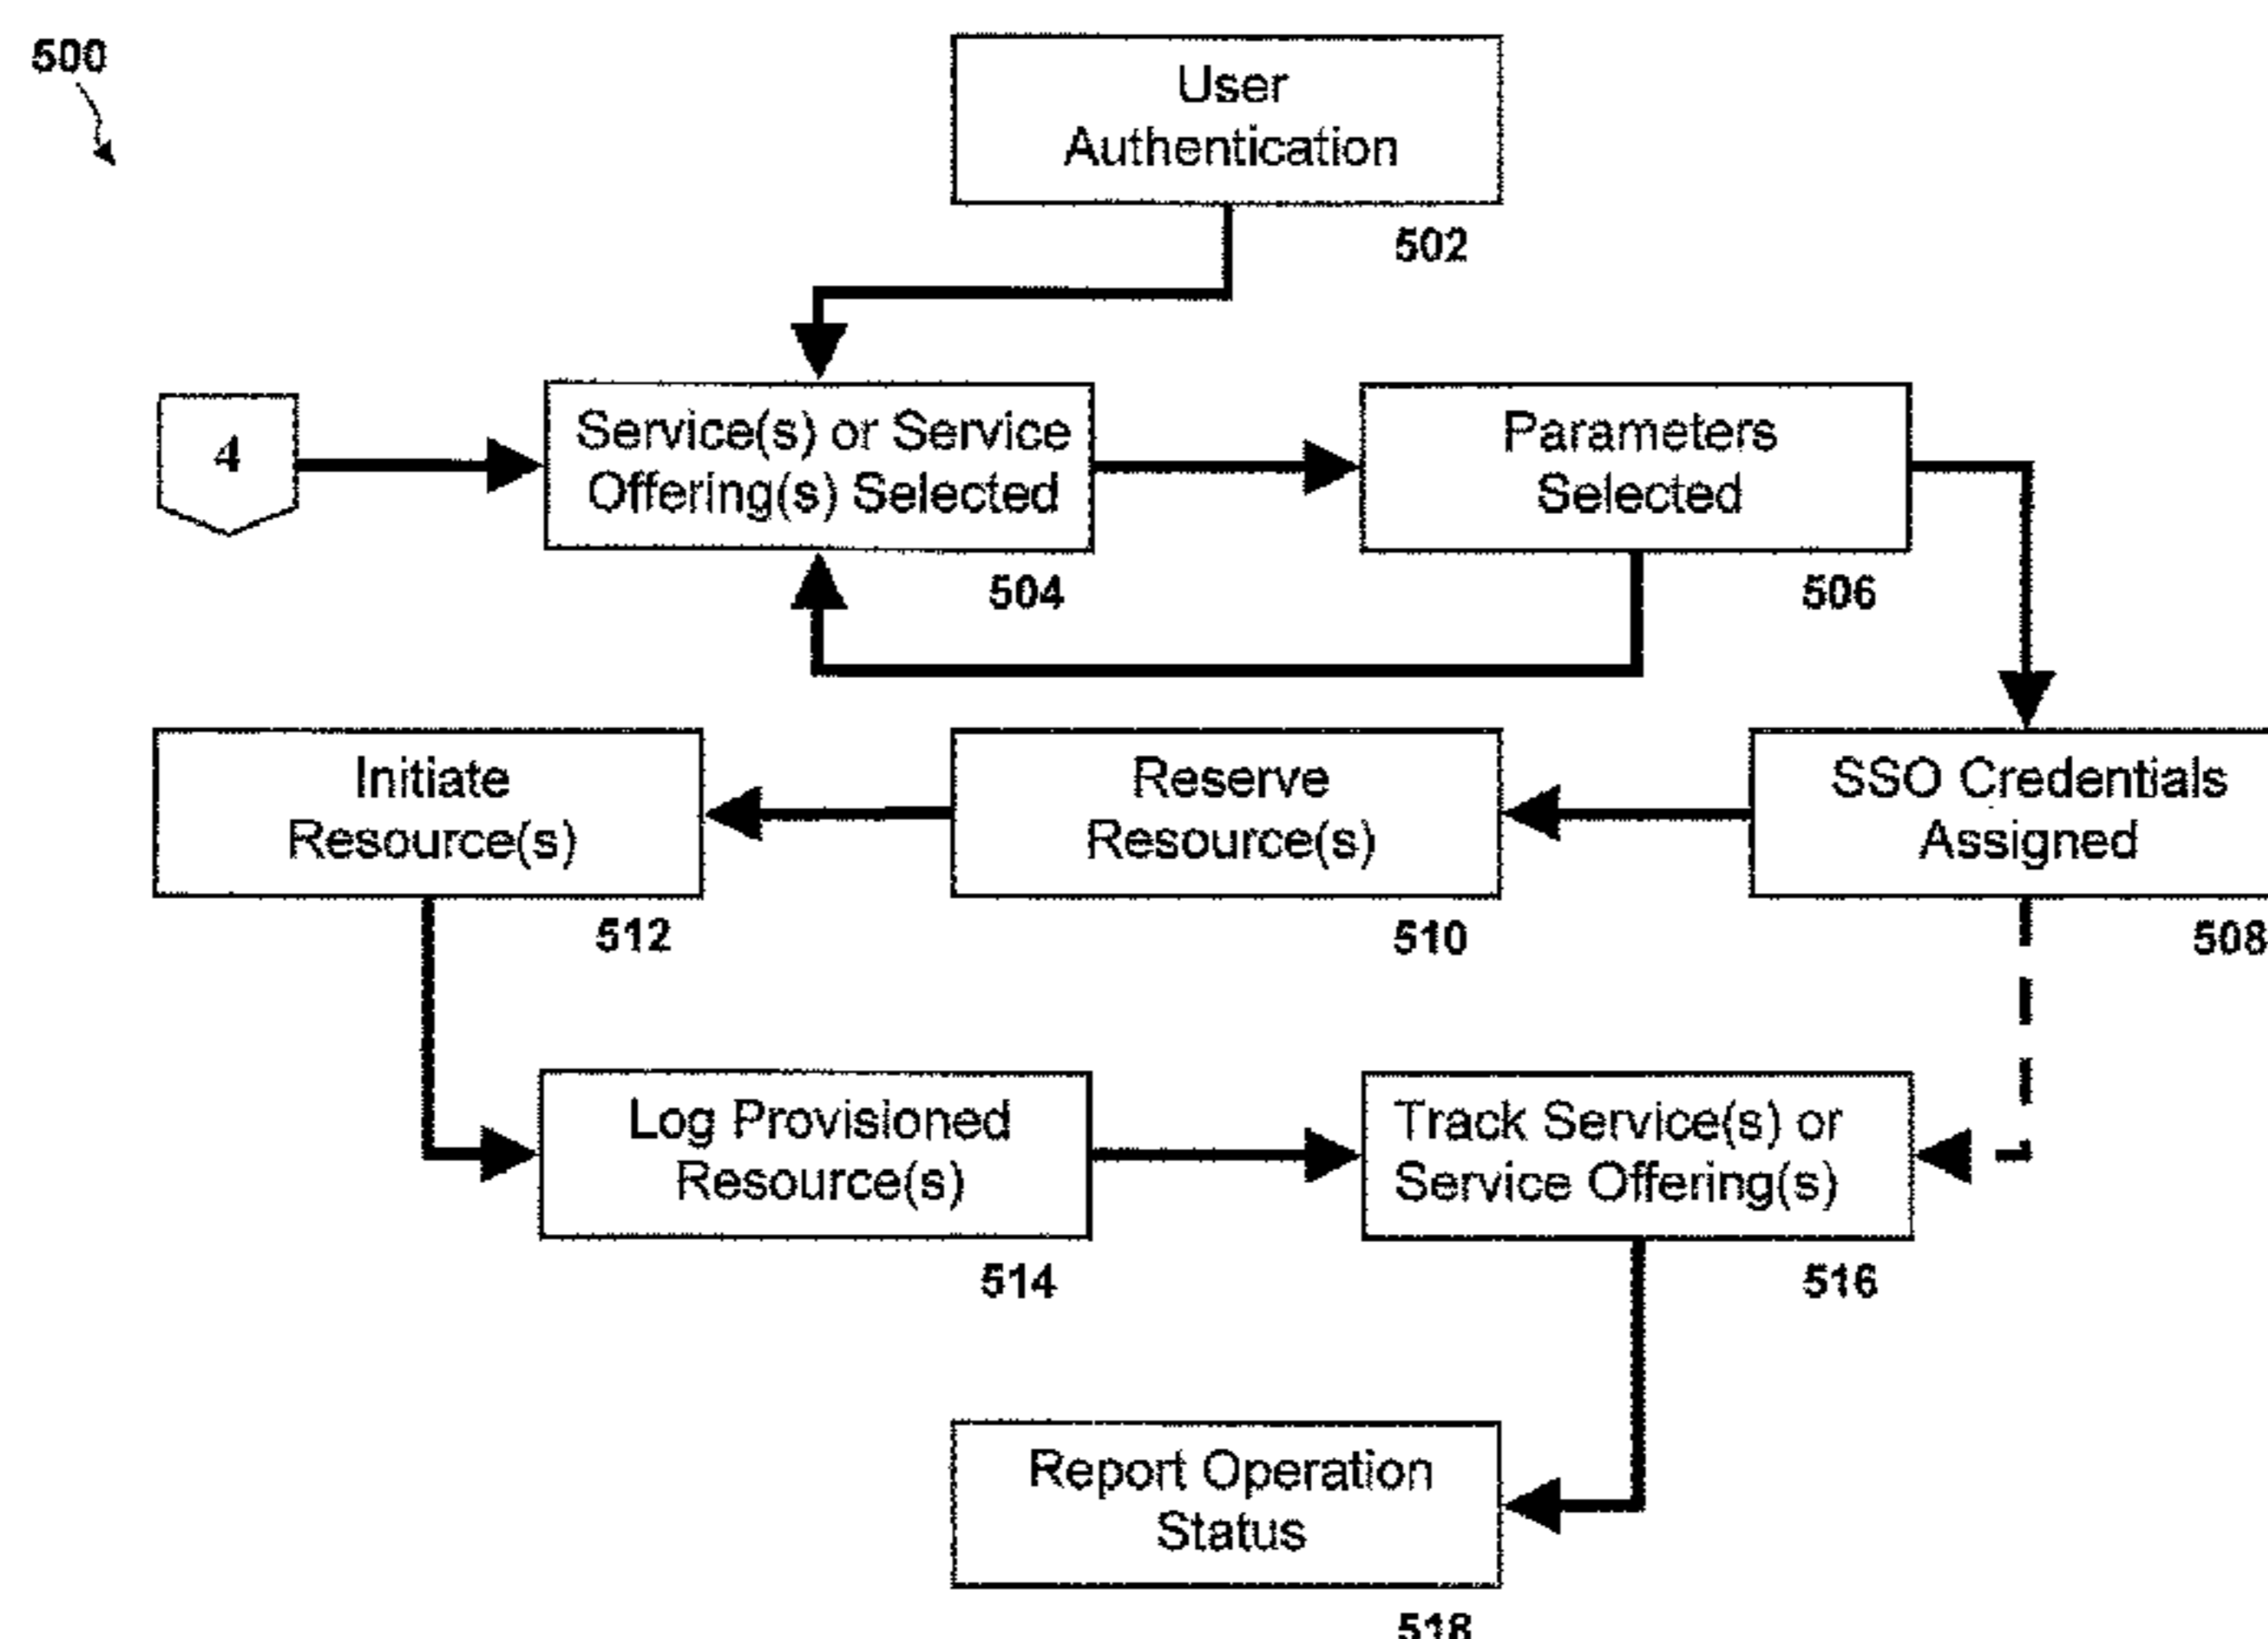 500
User
Authentication
502
4
Service(s) or Service
Offering(s) Selected
504
Parameters
Selected
506
Initiate
Resource(s)
512
Reserve
Resource(s)
510
SSO Credentials
Assigned
508
Log Provisioned
Resource(s)
514
Track Service(s) or
Service Offering(s)
516
Report Operation
Status
518